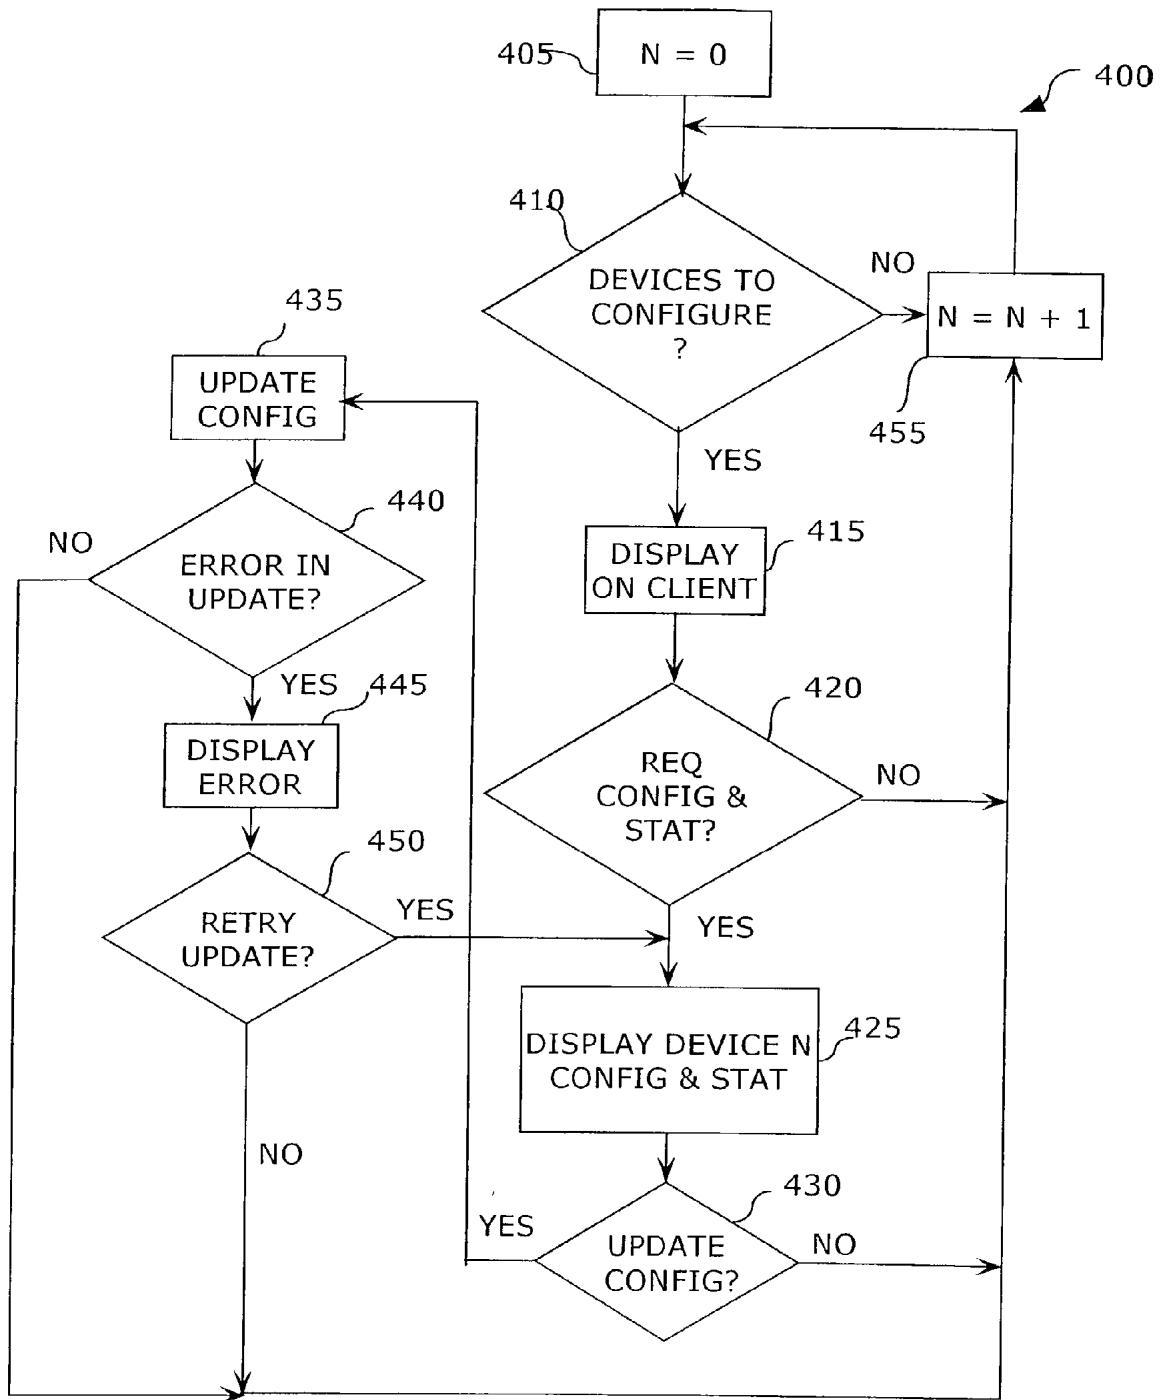 405
N = 0
400
410
DEVICES TO
CONFIGURE
?
NO
N = N + 1
455
YES
435
UPDATE
CONFIG
440
NO
ERROR IN
UPDATE?
YES
415
DISPLAY
ON CLIENT
445
DISPLAY
ERROR
420
REQ
CONFIG &
STAT?
NO
YES
450
RETRY
UPDATE?
YES
NO
425
DISPLAY DEVICE N
CONFIG & STAT
430
UPDATE
CONFIG?
YES
NO